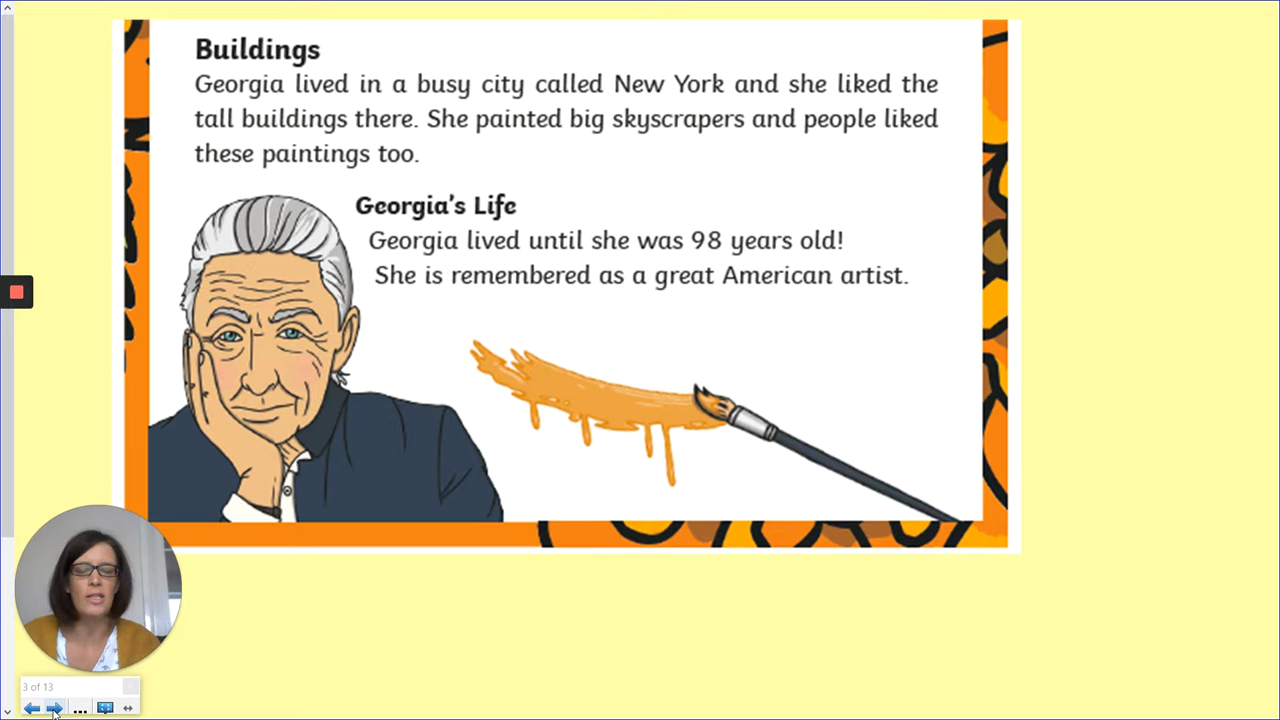 Buildings
Georgia lived in a busy city called New York and she liked the
tall buildings there. She painted big skyscrapers and people liked
these paintings too.
Georgia's Life
Georgia lived until she was 98 years old!
She is remembered as a great American artist.
3 of 13